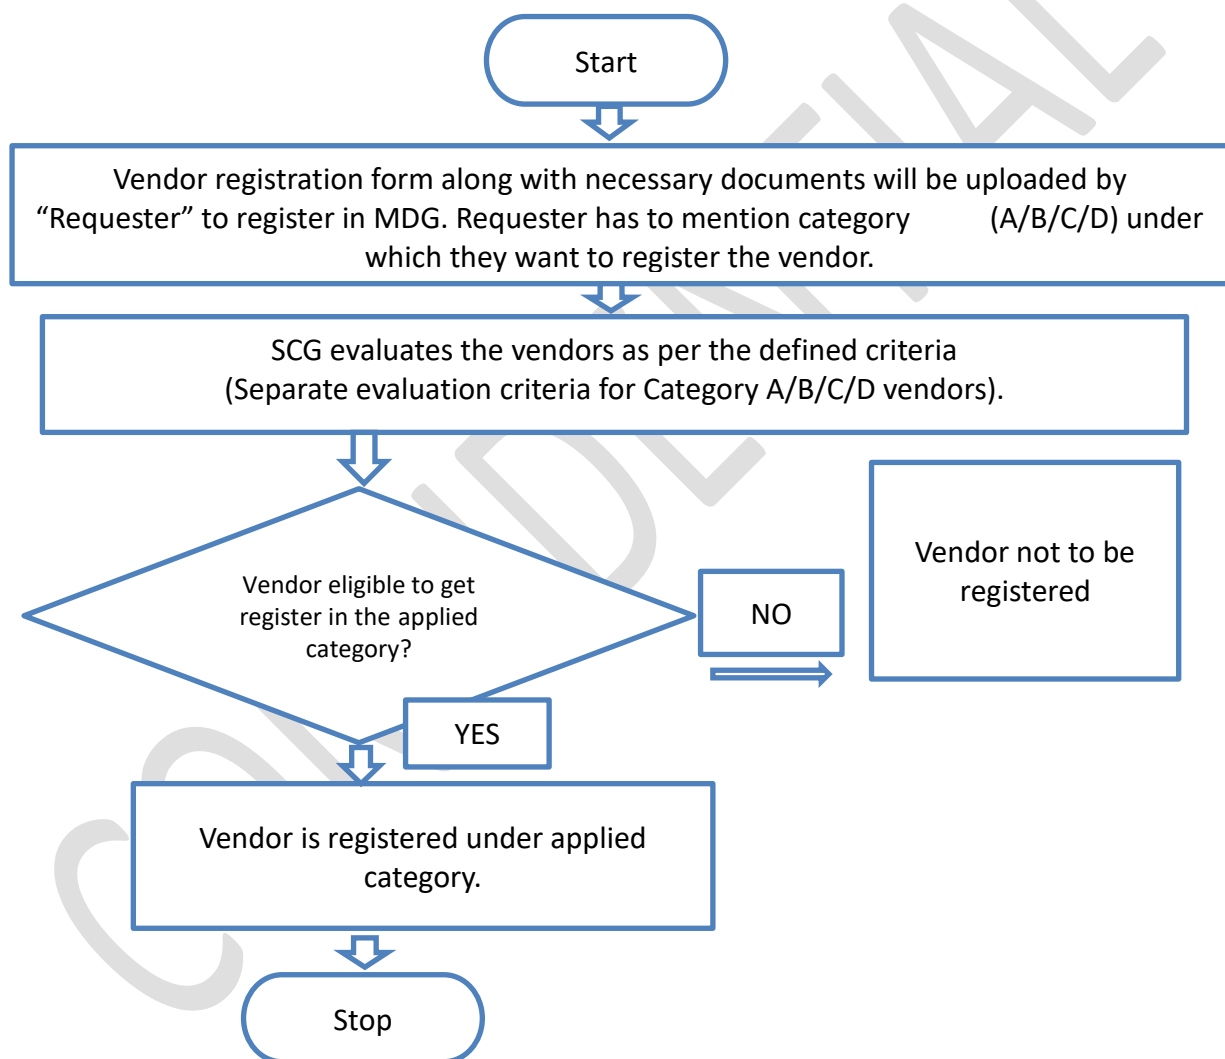 Start
Vendor registration form along with necessary documents will be uploaded by
“Requester” to register in MDG. Requester has to mention category (A/B/C/D) under
which they want to register the vendor.
SCG evaluates the vendors as per the defined criteria
(Separate evaluation criteria for Category A/B/C/D vendors).
Vendor eligible to get
register in the applied
category?
NO
Vendor not to be
registered
YES
Vendor is registered under applied
category.
Stop
CONFIDENTIAL